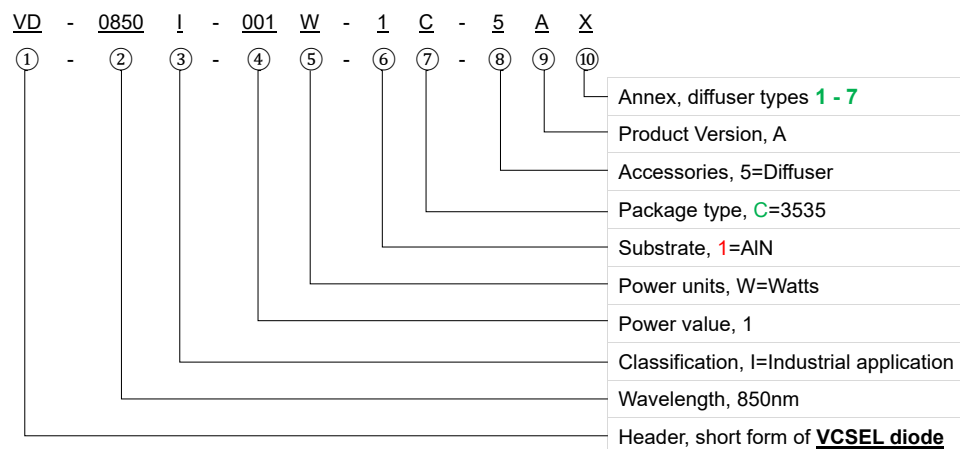 VD - 0850 I - 001 W - 1 C - 5 A X
① - ② ③ - ④ ⑤ - ⑥ ⑦ - ⑧ ⑨ ⑩
Annex, diffuser types 1 - 7
Product Version, A
Accessories, 5=Diffuser
Package type, C=3535
Substrate, 1=AlN
Power units, W=Watts
Power value, 1
Classification, I=Industrial application
Wavelength, 850nm
Header, short form of VCSEL diode